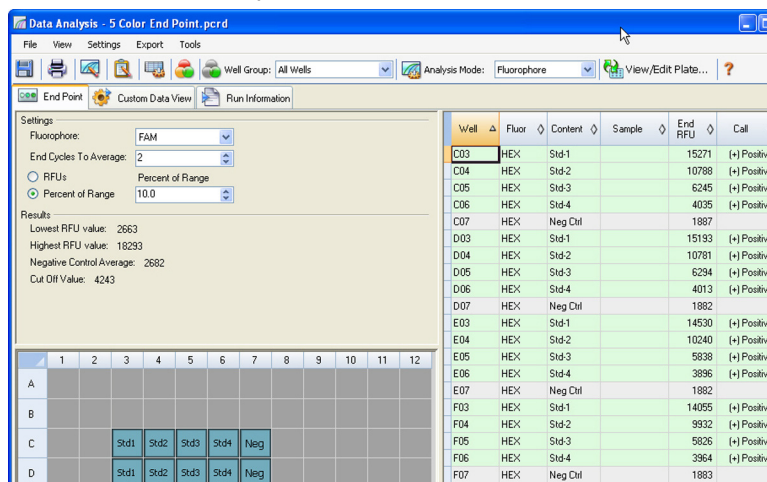 Data Analysis - 5 Color End Point.pcrd
File View Settings Export Tools
Well Group: All Wells Analysis Mode: Fluorophore View/Edit Plate... ?
End Point Custom Data View Run Information
Settings
Fluorophore: FAM
End Cycles To Average: 2
RFUs Percent of Range
Percent of Range 10.0
Results
Lowest RFU value: 2663
Highest RFU value: 18293
Negative Control Average: 2682
Cut Off Value: 4243
1 2 3 4 5 6 7 8 9 10 11 12
A
B
C Std1 Std2 Std3 Std4 Neg
D Std1 Std2 Std3 Std4 Neg
Well Fluor Content Sample End RFU Call
C03 HEX Std-1 15271 (+) Positiv
C04 HEX Std-2 10788 (+) Positiv
C05 HEX Std-3 6245 (+) Positiv
C06 HEX Std-4 4035 (+) Positiv
C07 HEX Neg Ctrl 1887
D03 HEX Std-1 15193 (+) Positiv
D04 HEX Std-2 10781 (+) Positiv
D05 HEX Std-3 6294 (+) Positiv
D06 HEX Std-4 4013 (+) Positiv
D07 HEX Neg Ctrl 1882
E03 HEX Std-1 14530 (+) Positiv
E04 HEX Std-2 10240 (+) Positiv
E05 HEX Std-3 5838 (+) Positiv
E06 HEX Std-4 3896 (+) Positiv
E07 HEX Neg Ctrl 1882
F03 HEX Std-1 14055 (+) Positiv
F04 HEX Std-2 9932 (+) Positiv
F05 HEX Std-3 5826 (+) Positiv
F06 HEX Std-4 3964 (+) Positiv
F07 HEX Neg Ctrl 1883